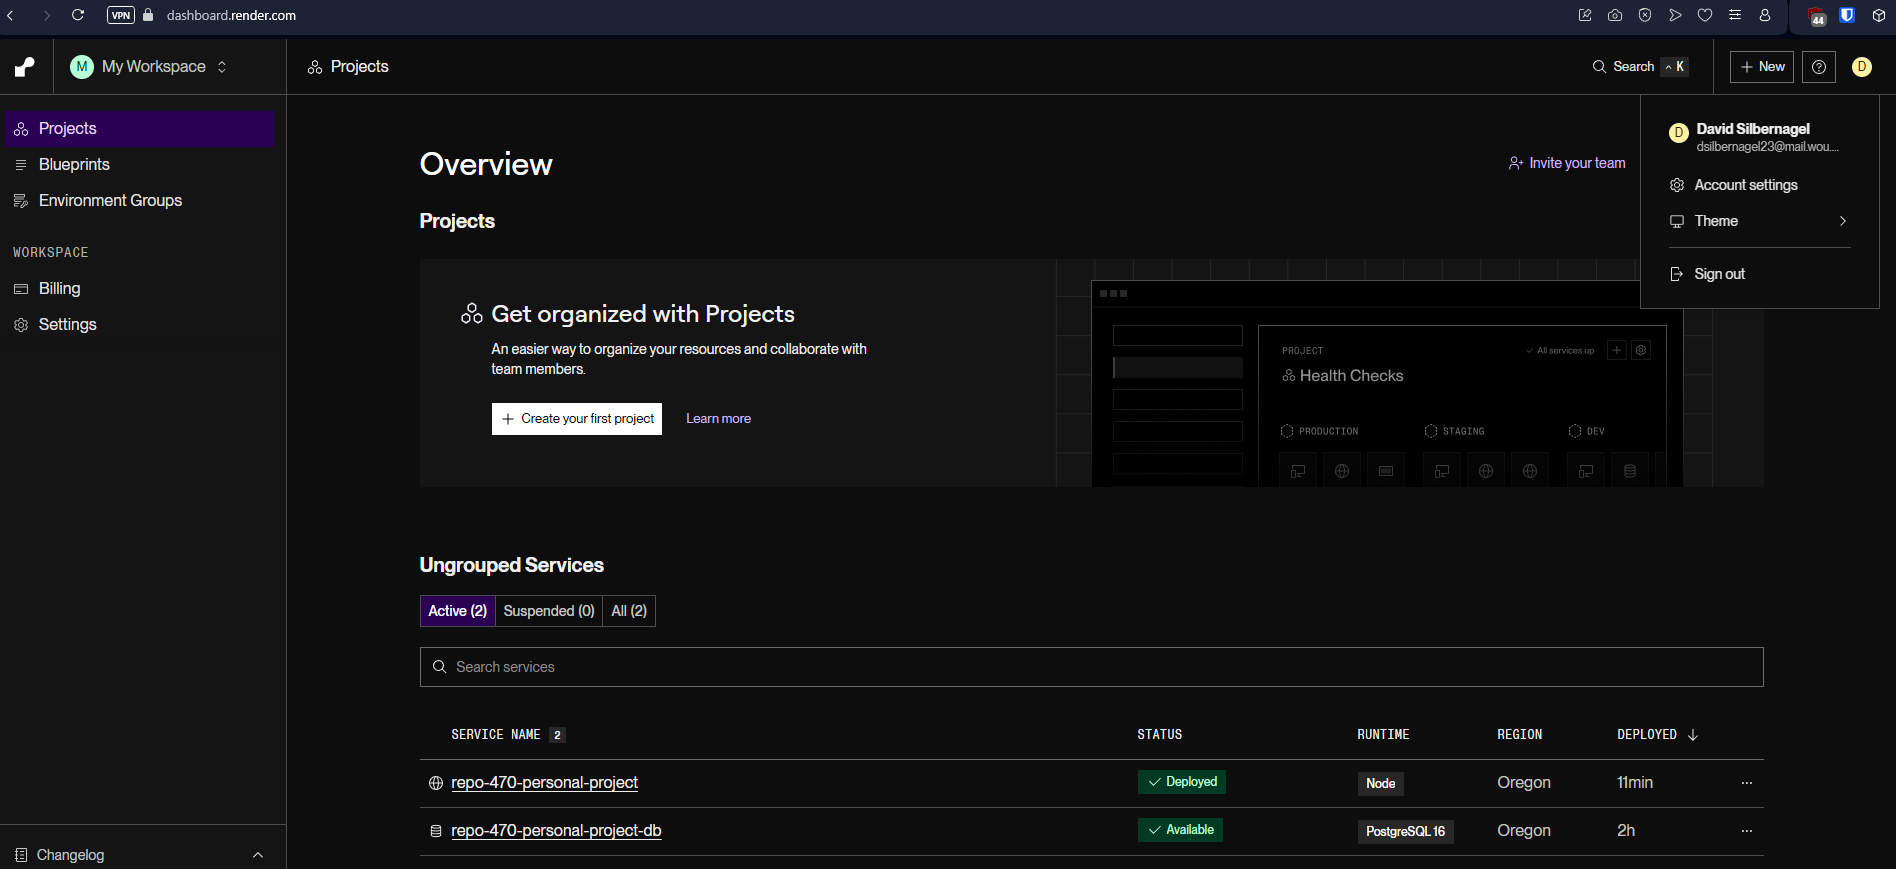 VPN
dashboard.render.com
44
M My Workspace
Projects
Search ^ K
+ New
D
Projects
Blueprints
Environment Groups
WORKSPACE
Billing
Settings
Changelog
D
David Silbernagel
dsilbernagel23@mail.wou....
Account settings
Theme
Sign out
Overview
Invite your team
Projects
Get organized with Projects
An easier way to organize your resources and collaborate with
team members.
+ Create your first project
Learn more
PROJECT
All services up
Health Checks
PRODUCTION
STAGING
DEV
Ungrouped Services
Active (2)
Suspended (0)
All (2)
Search services
SERVICE NAME 2 STATUS RUNTIME REGION DEPLOYED ↓
repo-470-personal-project Deployed Node Oregon 11min ...
repo-470-personal-project-db Available PostgreSQL 16 Oregon 2h ...